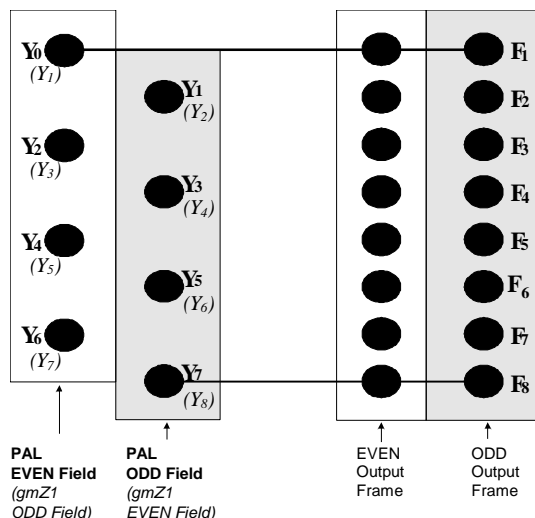 Y0
(Y1)
Y1
(Y2)
Y2
(Y3)
Y3
(Y4)
Y4
(Y5)
Y5
(Y6)
Y6
(Y7)
Y7
(Y8)
F1
F2
F3
F4
F5
F6
F7
F8
PAL
EVEN Field
(gmZ1
ODD Field)
PAL
ODD Field
(gmZ1
EVEN Field)
EVEN
Output
Frame
ODD
Output
Frame